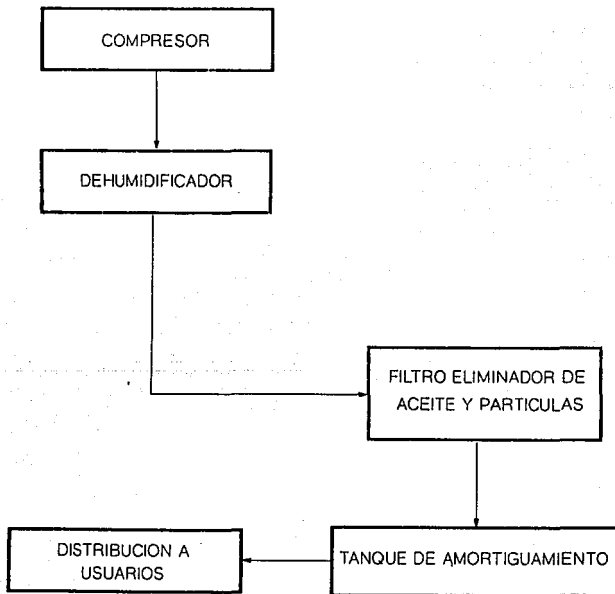 COMPRESOR
DEHUMIDIFICADOR
FILTRO ELIMINADOR DE
ACEITE Y PARTICULAS
TANQUE DE AMORTIGUAMIENTO
DISTRIBUCION A
USUARIOS